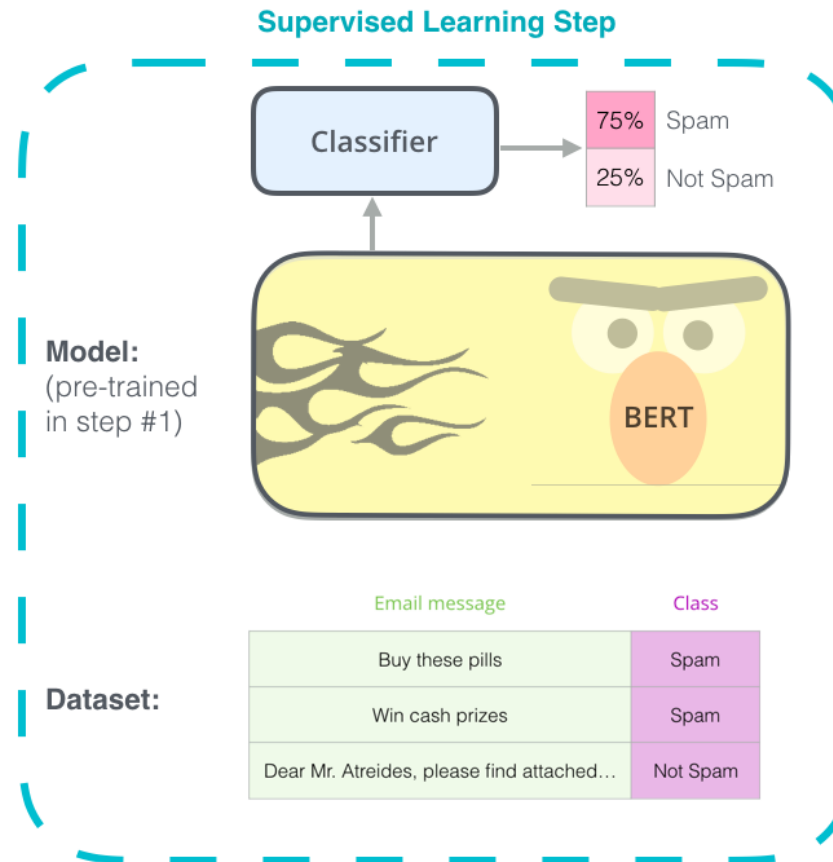 Supervised Learning Step
Classifier
75% Spam
25% Not Spam
Model:
(pre-trained
in step #1)
BERT
Email message Class
Dataset:
Buy these pills Spam
Win cash prizes Spam
Dear Mr. Atreides, please find attached… Not Spam